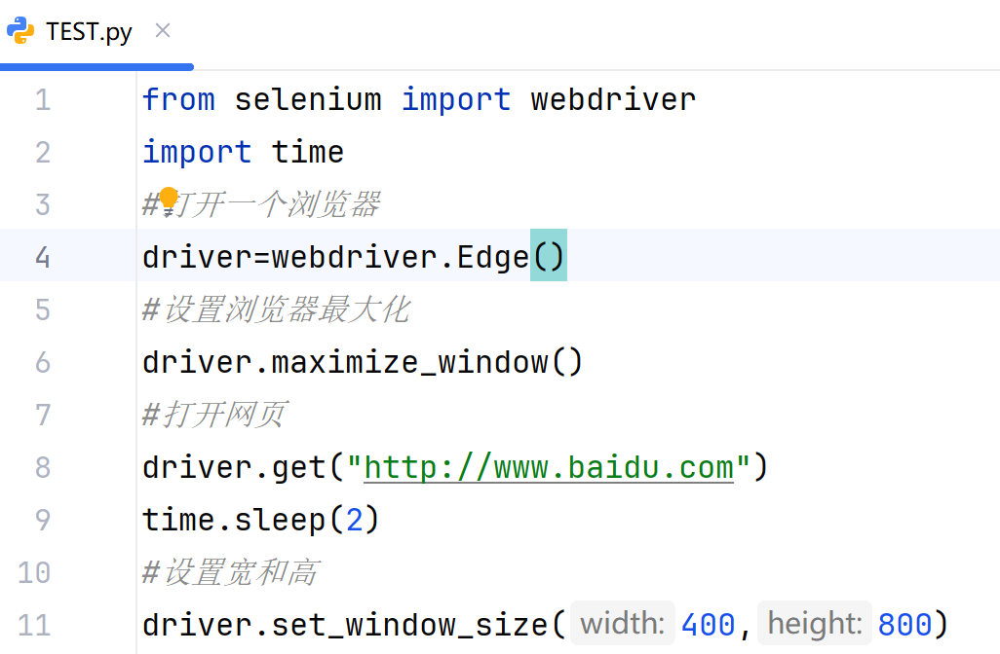 TEST.py
1 from selenium import webdriver
2 import time
3 #打开一个浏览器
4 driver=webdriver.Edge()
5 #设置浏览器最大化
6 driver.maximize_window()
7 #打开网页
8 driver.get("http://www.baidu.com")
9 time.sleep(2)
10 #设置宽和高
11 driver.set_window_size( width: 400, height: 800)